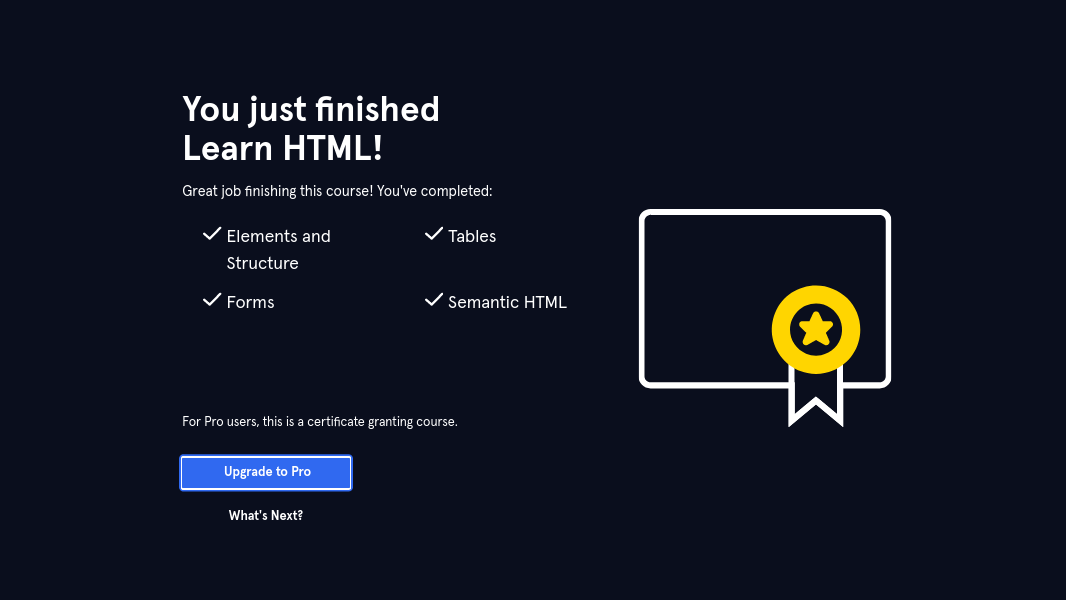 You just finished
Learn HTML!
Great job finishing this course! You've completed:
Elements and
Structure
Tables
Forms
Semantic HTML
For Pro users, this is a certificate granting course.
Upgrade to Pro
What's Next?